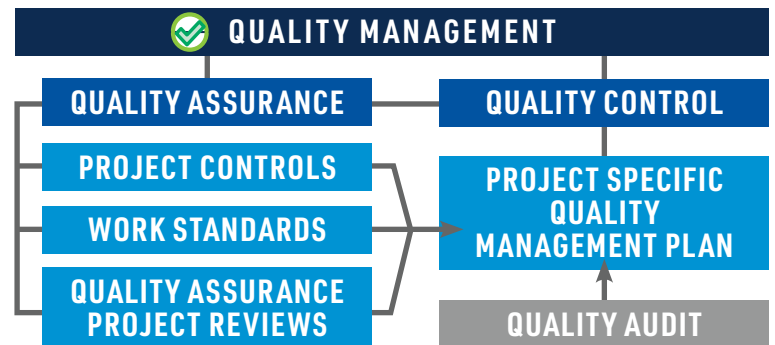 QUALITY MANAGEMENT
QUALITY ASSURANCE
QUALITY CONTROL
PROJECT CONTROLS
WORK STANDARDS
QUALITY ASSURANCE
PROJECT REVIEWS
PROJECT SPECIFIC
QUALITY
MANAGEMENT PLAN
QUALITY AUDIT